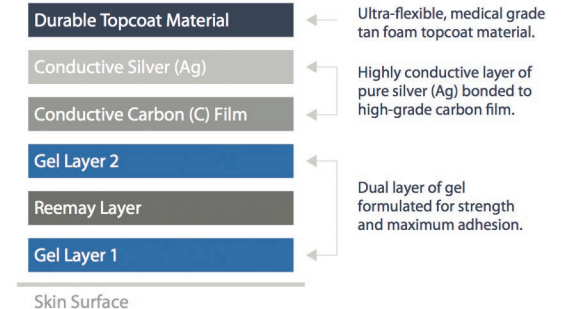 Durable Topcoat Material
Ultra-flexible, medical grade
tan foam topcoat material.
Conductive Silver (Ag)
Conductive Carbon (C) Film
Highly conductive layer of
pure silver (Ag) bonded to
high-grade carbon film.
Gel Layer 2
Reemay Layer
Gel Layer 1
Dual layer of gel
formulated for strength
and maximum adhesion.
Skin Surface